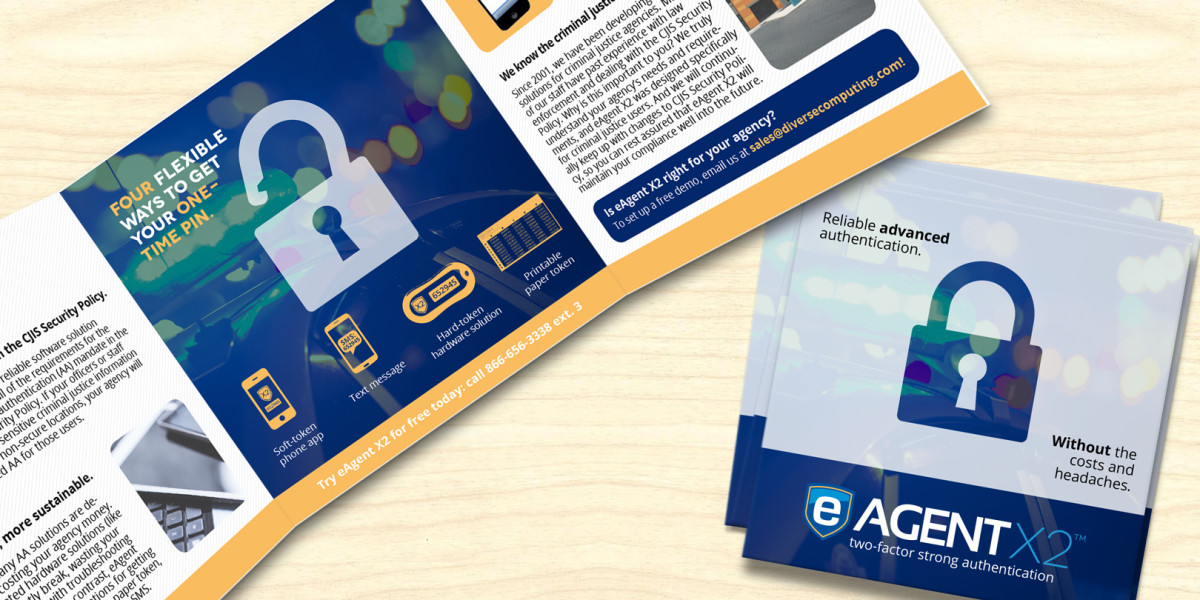 the CJIS Security Policy.
reliable software solution
of the requirements for the
authentication (AA) mandate in the
Policy. If your officers or staff
sensitive criminal justice information
non-secure locations, your agency will
AA for those users.
more sustainable.
AA solutions are de-
costing your agency money.
hardware solutions (like
break, wasting your
with troubleshooting
contrast, eAgent
for getting
paper token,
SMS.
FOUR FLEXIBLE
WAYS TO GET
YOUR ONE-
TIME PIN.
X2
Soft-token
phone app
SMS:
Text message
X2 652945
Hard-token
hardware solution
Printable
paper token
Try eAgent X2 for free today: call 866-656-3338 ext. 3
We know the criminal
Since 2001, we have been developing
solutions for criminal justice agencies.
of our staff have past experience with law
enforcement and dealing with the CJIS Security
Policy. Why is this important to you? We truly
understand your agency's needs and require-
ments, and eAgent X2 was designed specifically
for criminal justice users. And we will continu-
ally keep up with changes to CJIS Security Poli-
cy, so you can rest assured that eAgent X2 will
maintain your compliance well into the future.
Is eAgent X2 right for your agency?
To set up a free demo, email us at sales@diversecomputing.com!
Reliable advanced
authentication.
Without the
costs and
headaches.
e AGENT X2™
two-factor strong authentication